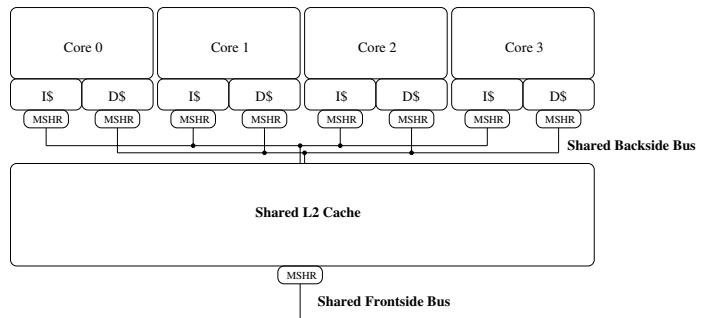 Core 0 Core 1 Core 2 Core 3
I$ D$ I$ D$ I$ D$ I$ D$
MSHR MSHR MSHR MSHR MSHR MSHR MSHR MSHR
Shared Backside Bus
Shared L2 Cache
MSHR
Shared Frontside Bus